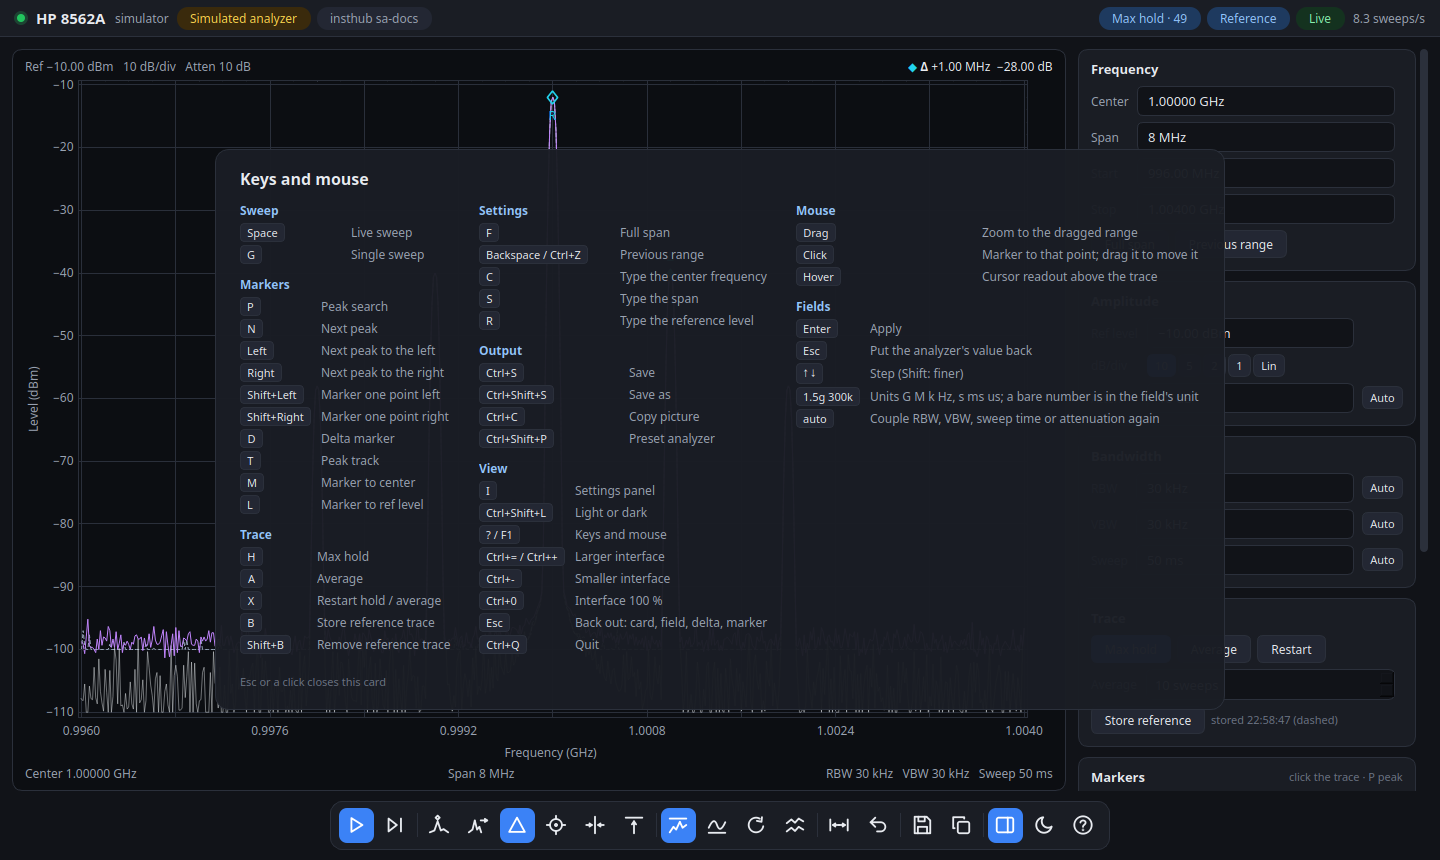 HP 8562A simulator Simulated analyzer insthub sa-docs Max hold · 49 Reference Live 8.3 sweeps/s
Ref −10.00 dBm 10 dB/div Atten 10 dB ◆ Δ +1.00 MHz −28.00 dB
−10
−20
−30
−40
−50
−60
−70
−80
−90
−100
−110
Level (dBm)
0.9960 0.9976 0.9992 1.0008 1.0024 1.0040
Frequency (GHz)
Center 1.00000 GHz Span 8 MHz RBW 30 kHz VBW 30 kHz Sweep 50 ms
Keys and mouse
Sweep
Space Live sweep
G Single sweep
Markers
P Peak search
N Next peak
Left Next peak to the left
Right Next peak to the right
Shift+Left Marker one point left
Shift+Right Marker one point right
D Delta marker
T Peak track
M Marker to center
L Marker to ref level
Trace
H Max hold
A Average
X Restart hold / average
B Store reference trace
Shift+B Remove reference trace
Esc or a click closes this card
Settings
F Full span
Backspace / Ctrl+Z Previous range
C Type the center frequency
S Type the span
R Type the reference level
Output
Ctrl+S Save
Ctrl+Shift+S Save as
Ctrl+C Copy picture
Ctrl+Shift+P Preset analyzer
View
I Settings panel
Ctrl+Shift+L Light or dark
? / F1 Keys and mouse
Ctrl+= / Ctrl++ Larger interface
Ctrl+- Smaller interface
Ctrl+0 Interface 100 %
Esc Back out: card, field, delta, marker
Ctrl+Q Quit
Mouse
Drag Zoom to the dragged range
Click Marker to that point; drag it to move it
Hover Cursor readout above the trace
Fields
Enter Apply
Esc Put the analyzer's value back
↑↓ Step (Shift: finer)
1.5g 300k Units G M k Hz, s ms us; a bare number is in the field's unit
auto Couple RBW, VBW, sweep time or attenuation again
Frequency
Center 1.00000 GHz
Span 8 MHz
us range
Amplitude
1 Lin
Auto
Bandwidth
Auto
Auto
Auto
Trace
ge Restart
Store reference stored 22:58:47 (dashed)
Markers click the trace · P peak